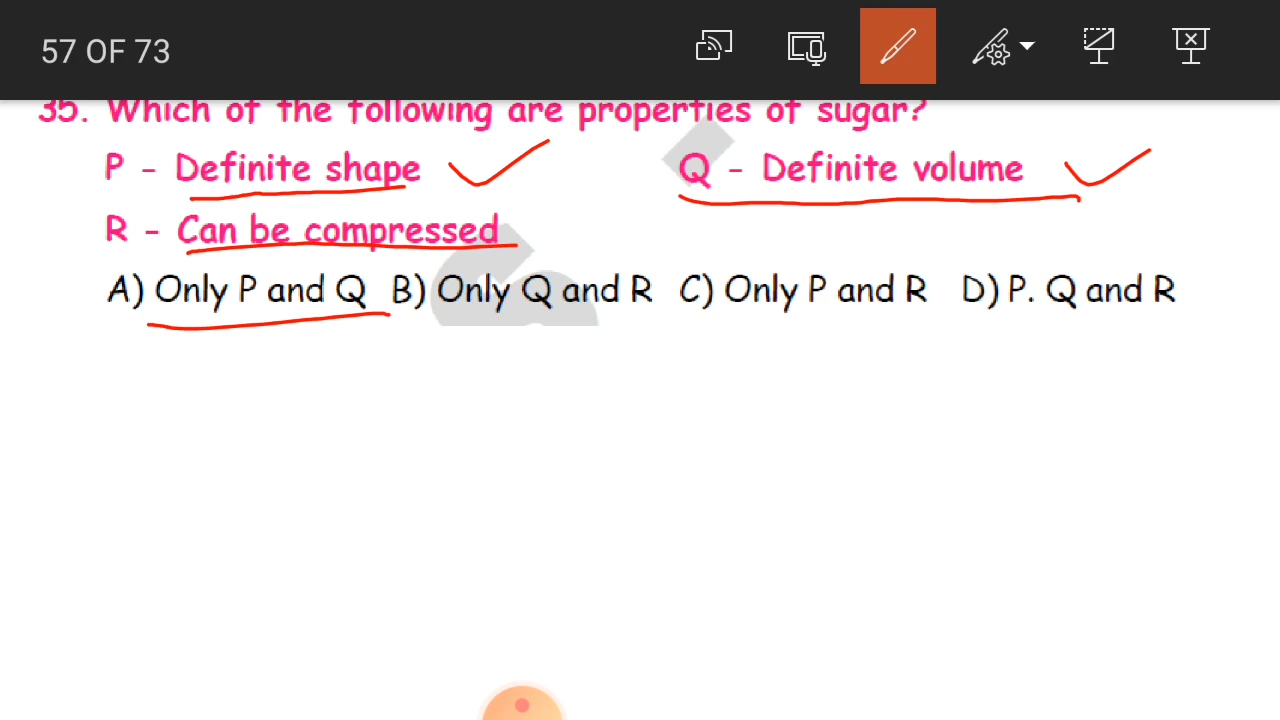 57 OF 73
35. Which of the following are properties of sugar?
P - Definite shape Q - Definite volume
R - Can be compressed
A) Only P and Q B) Only Q and R C) Only P and R D) P. Q and R